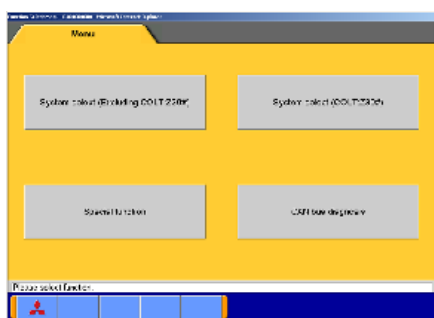 Menu
System select (Excluding COLT:Z30#)
System select (COLT:Z30#)
Special function
CAN bus diagnosis
Please select function.